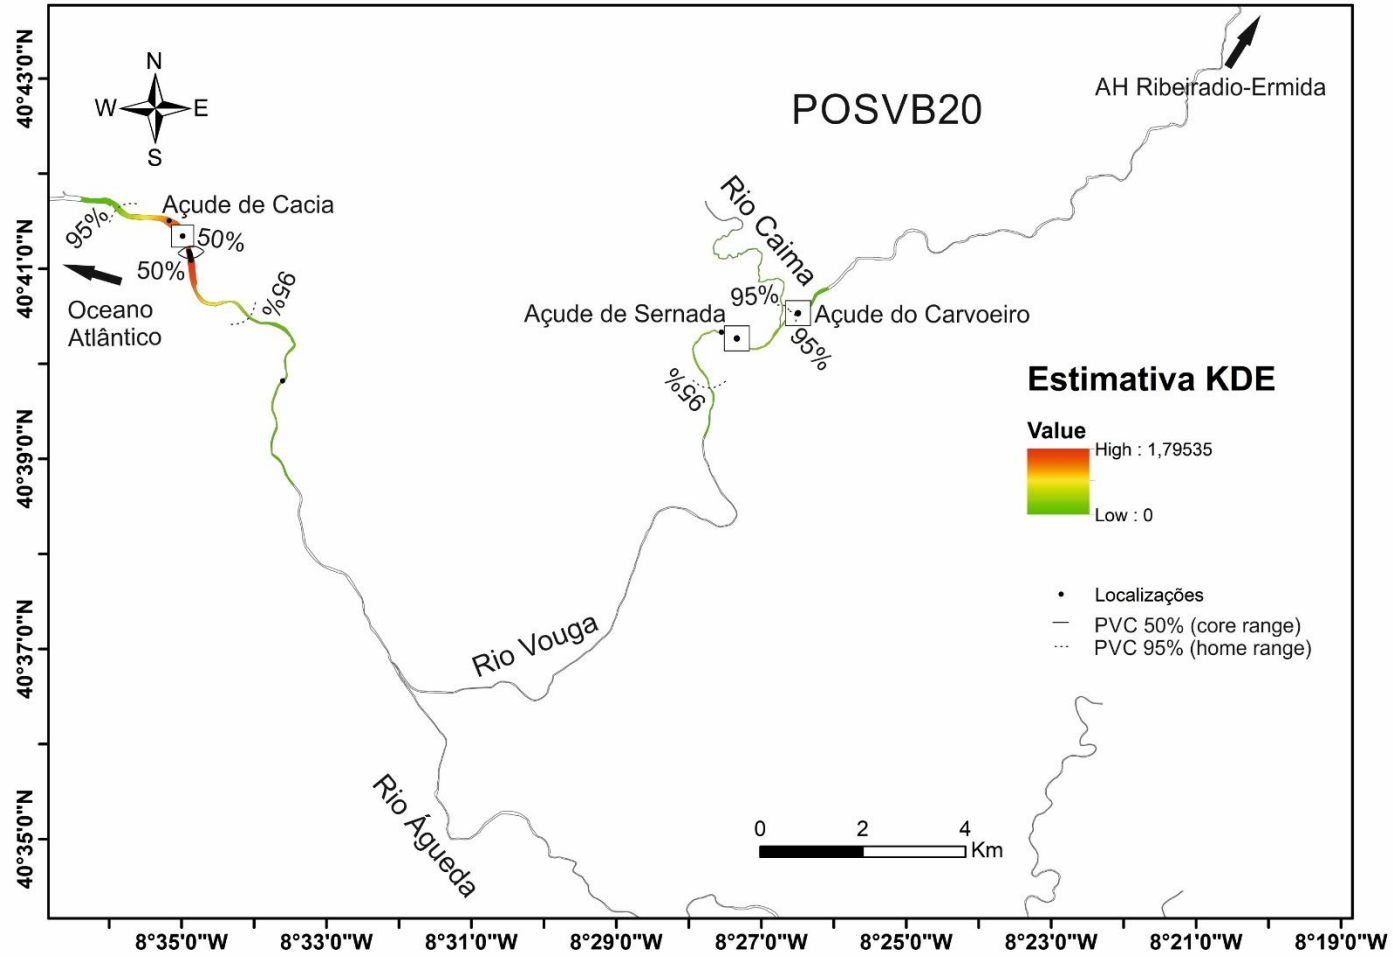 POSVB20
AH Ribeiradio-Ermida
N
W
E
S
Açude de Cacia
95%
50%
50%
95%
Oceano
Atlântico
Rio Caima
95%
Açude de Sernada
Açude do Carvoeiro
95%
95%
Rio Vouga
Rio Águeda
Estimativa KDE
Value
High : 1,79535
Low : 0
Localizações
PVC 50% (core range)
PVC 95% (home range)
0 2 4
Km
40°43'0"N
40°41'0"N
40°39'0"N
40°37'0"N
40°35'0"N
8°35'0"W 8°33'0"W 8°31'0"W 8°29'0"W 8°27'0"W 8°25'0"W 8°23'0"W 8°21'0"W 8°19'0"W